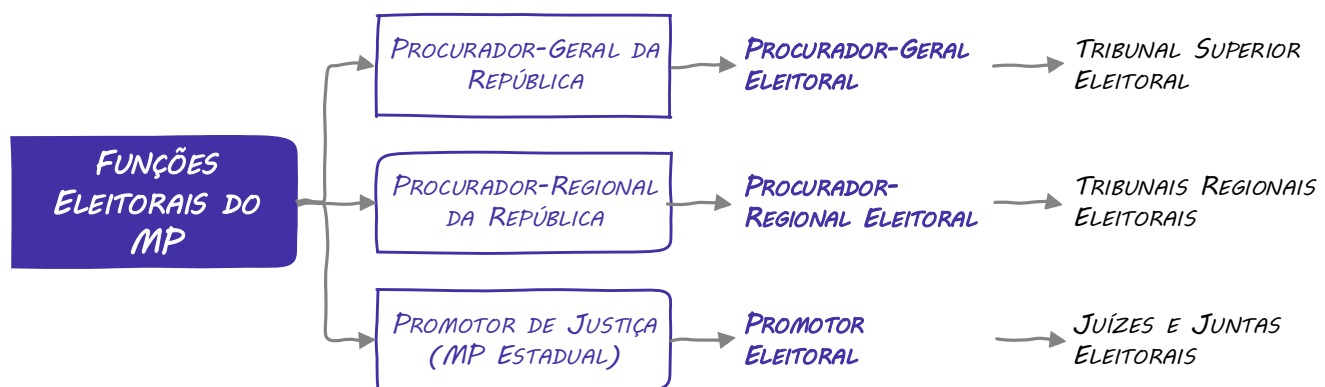 Funções
Eleitorais do
MP
Procurador-Geral da
República
Procurador-Geral
Eleitoral
Tribunal Superior
Eleitoral
Procurador-Regional
da República
Procurador-
Regional Eleitoral
Tribunais Regionais
Eleitorais
Promotor de Justiça
(MP Estadual)
Promotor
Eleitoral
Juízes e Juntas
Eleitorais